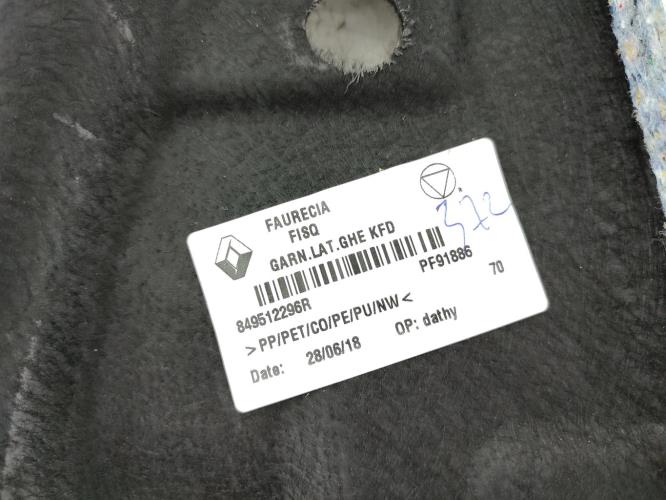 FAURECIA
FISQ
GARN.LAT.GHE KFD
372
849512296R
PF91886
70
>PP/PET/CO/PE/PU/NW<
Date: 28/06/18 OP: dathy